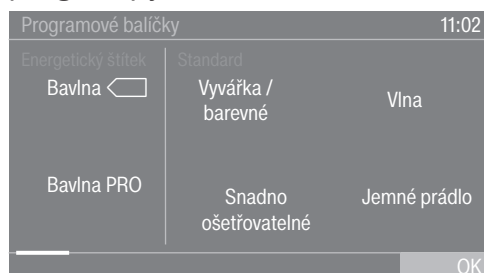 Programové balíčky 11:02
Energetický štítek Standard
Bavlna
Vyvářka /
barevné
Vlna
Bavlna PRO
Snadno
ošetřovatelné
Jemné prádlo
OK